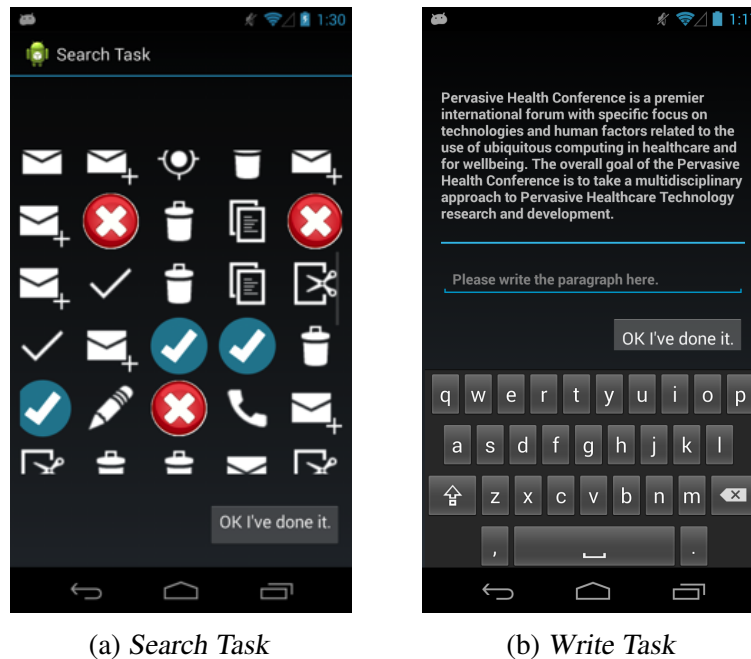 1:30
Search Task
OK I've done it.
(a) Search Task
1:1
Pervasive Health Conference is a premier
international forum with specific focus on
technologies and human factors related to the
use of ubiquitous computing in healthcare and
for wellbeing. The overall goal of the Pervasive
Health Conference is to take a multidisciplinary
approach to Pervasive Healthcare Technology
research and development.
Please write the paragraph here.
OK I've done it.
q w e r t y u i o p
a s d f g h j k l
z x c v b n m
, .
(b) Write Task